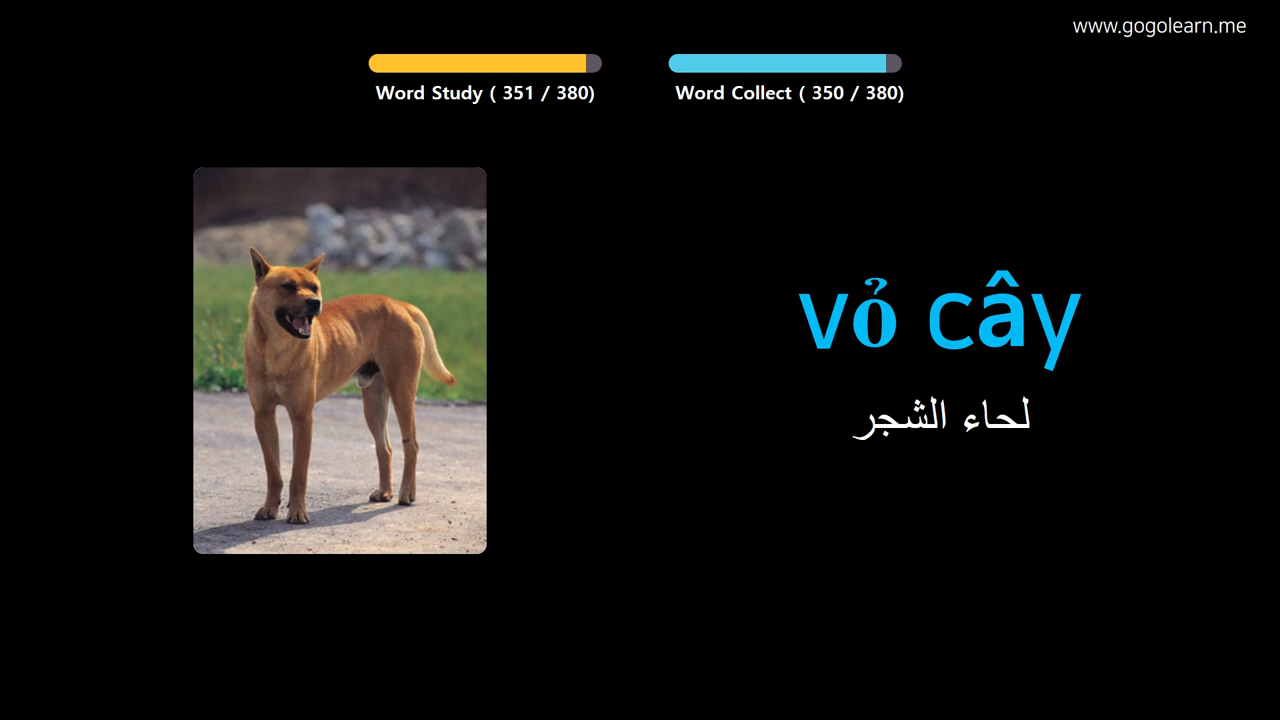 www.gogolearn.me
Word Study ( 351 / 380)
Word Collect ( 350 / 380)
vỏ cây
لحاء الشجر